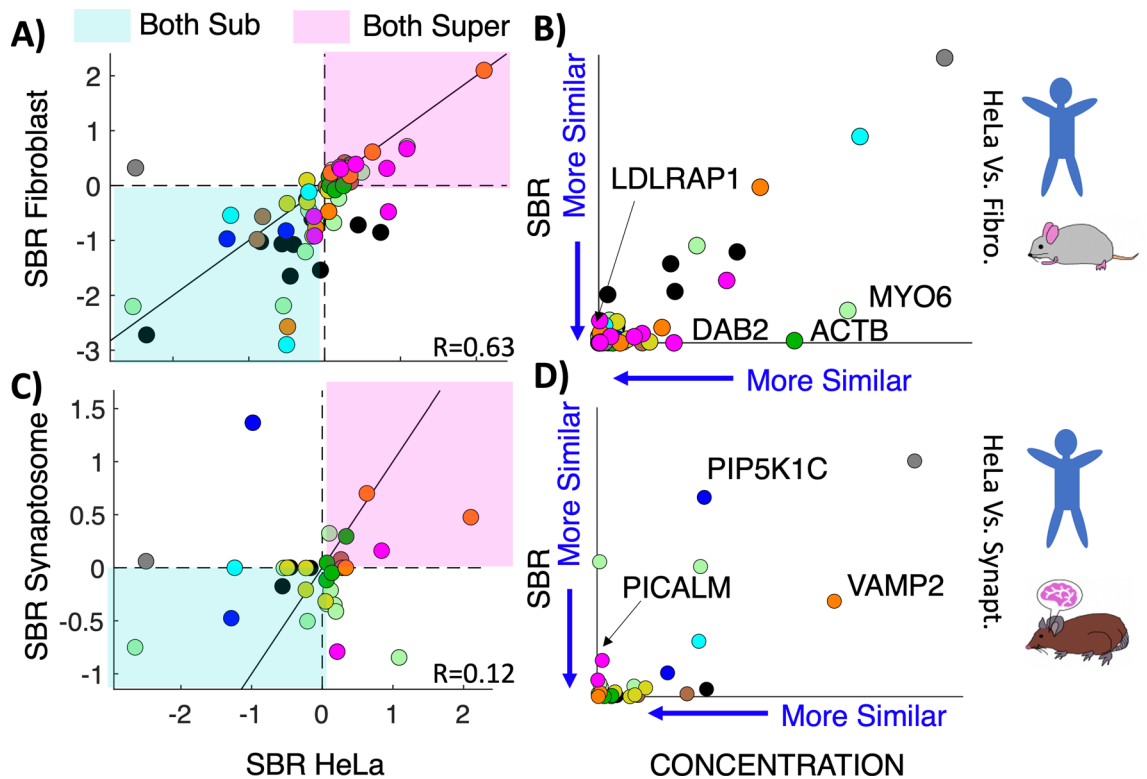 A)
Both Sub
Both Super
SBR Fibroblast
2
1
0
-1
-2
-3
R=0.63
B)
SBR
More Similar
LDLRAP1
MYO6
DAB2
ACTB
More Similar
HeLa Vs. Fibro.
C)
SBR Synaptosome
1.5
1
0.5
0
-0.5
-1
R=0.12
-2
-1
0
1
2
SBR HeLa
D)
SBR
More Similar
PIP5K1C
PICALM
VAMP2
More Similar
CONCENTRATION
HeLa Vs. Synapt.